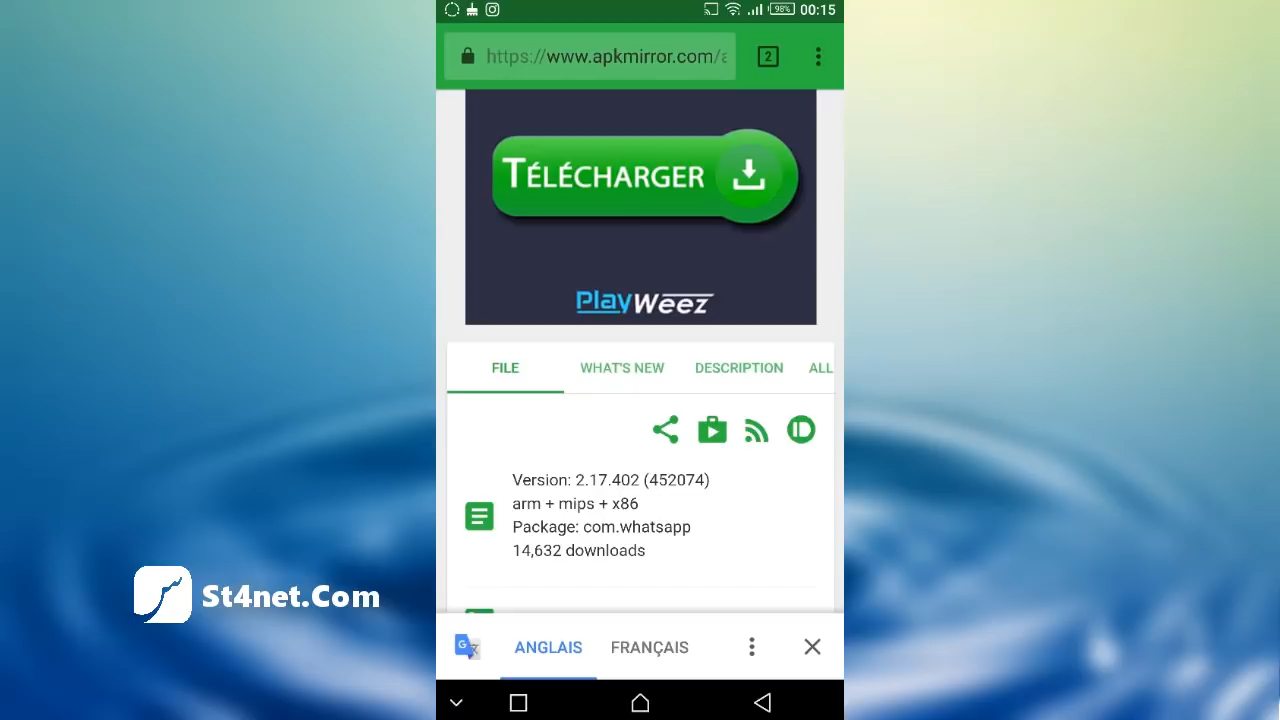 98%
00:15
https://www.apkmirror.com/a
2
TÉLÉCHARGER
PlayWeez
FILE
WHAT'S NEW
DESCRIPTION
ALL
Version: 2.17.402 (452074)
arm + mips + x86
Package: com.whatsapp
14,632 downloads
St4net.Com
ANGLAIS
FRANÇAIS